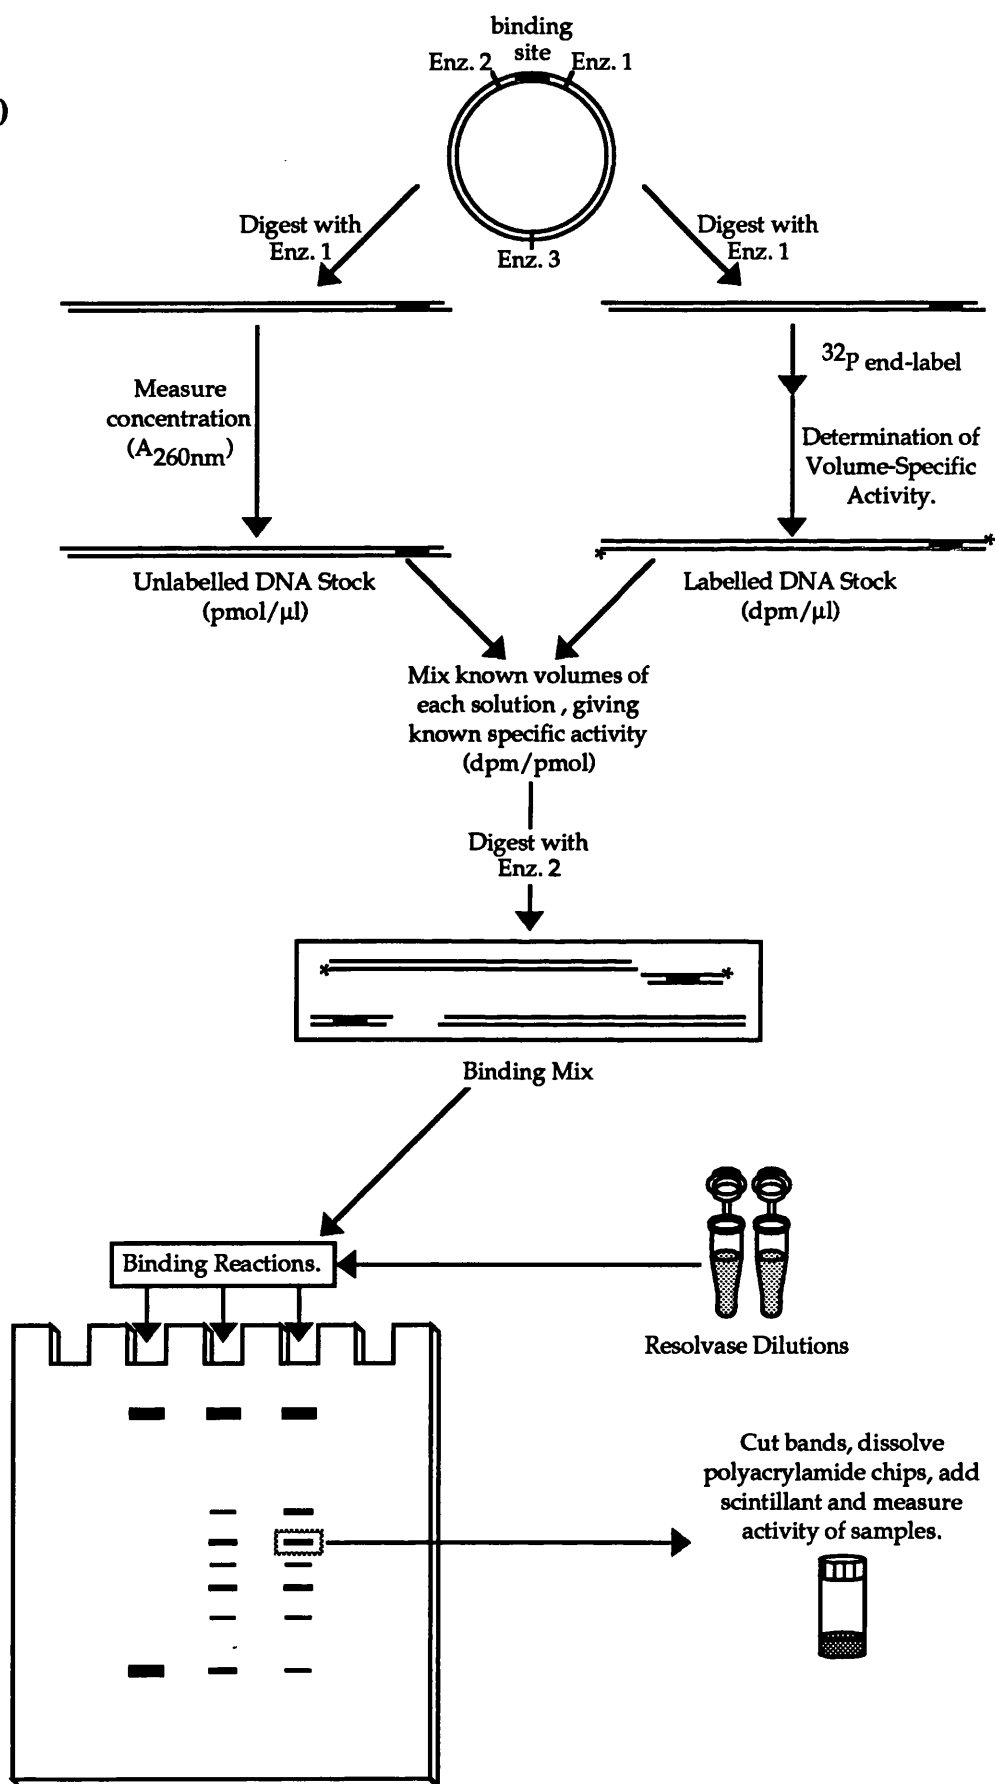 )
binding
site
Enz. 2
Enz. 1
Enz. 3
Digest with
Enz. 1
Digest with
Enz. 1
Measure
concentration
(A260nm)
32P end-label
Determination of
Volume-Specific
Activity.
Unlabelled DNA Stock
(pmol/μl)
*
*
Labelled DNA Stock
(dpm/μl)
Mix known volumes of
each solution , giving
known specific activity
(dpm/pmol)
Digest with
Enz. 2
*
*
Binding Mix
Binding Reactions.
Resolvase Dilutions
Cut bands, dissolve
polyacrylamide chips, add
scintillant and measure
activity of samples.